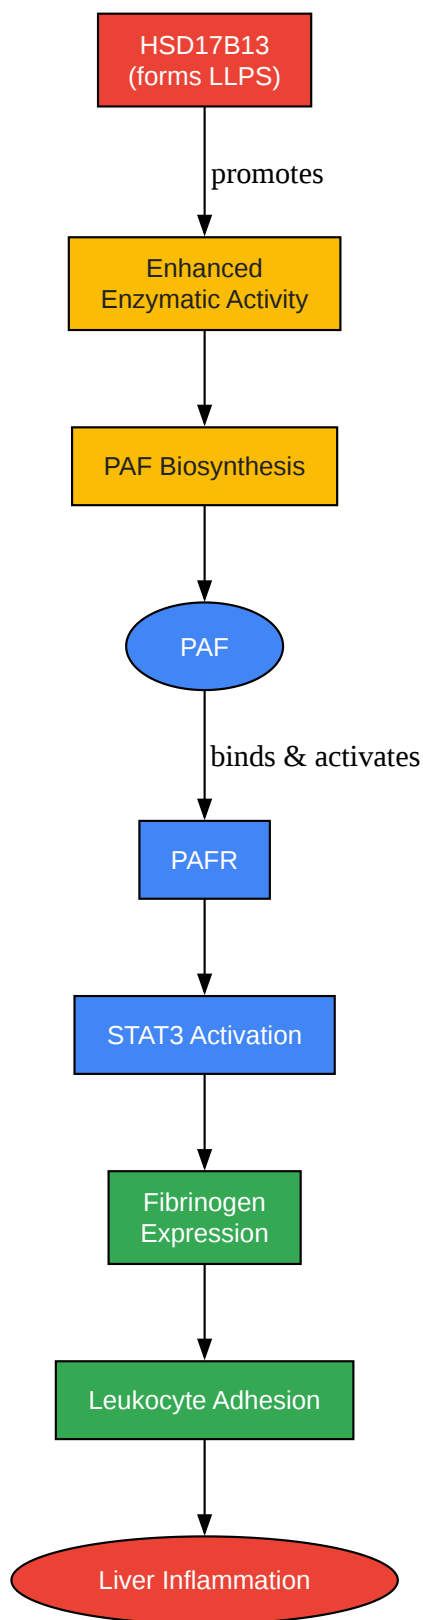 HSD17B13
(forms LLPS)
promotes
Enhanced
Enzymatic Activity
PAF Biosynthesis
PAF
binds & activates
PAFR
STAT3 Activation
Fibrinogen
Expression
Leukocyte Adhesion
Liver Inflammation